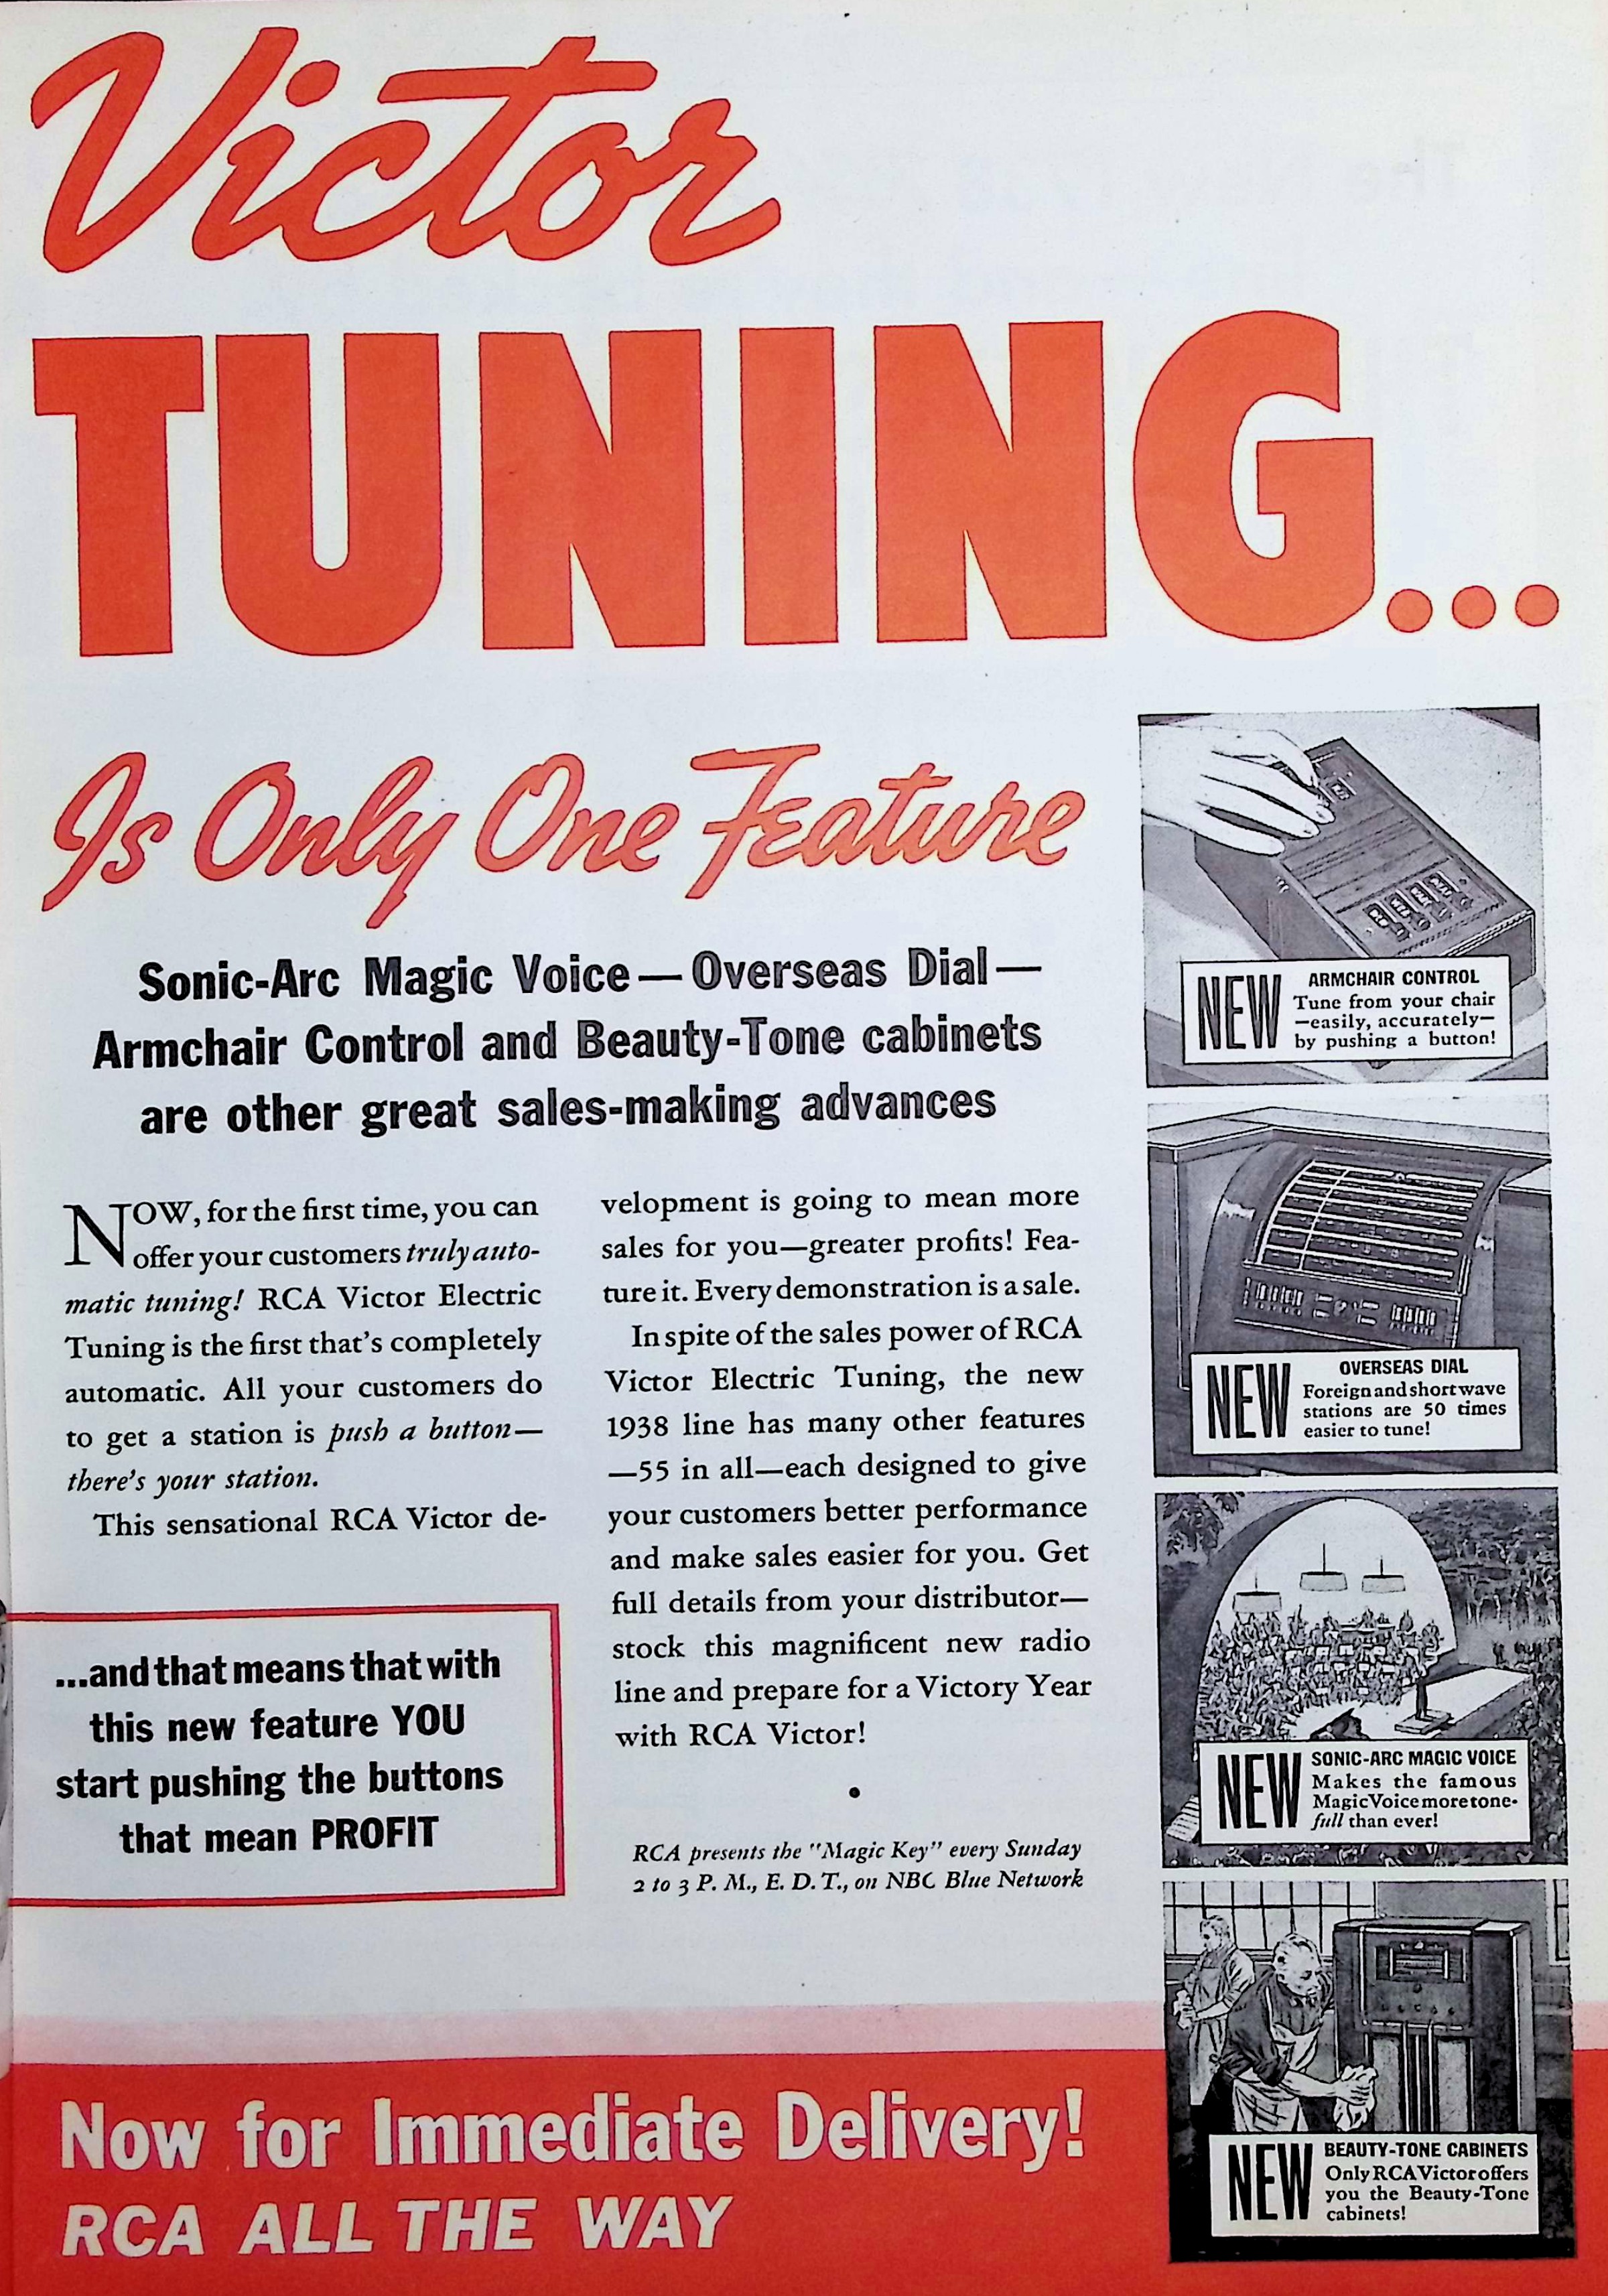 Victor
TUNING...
Is Only One Feature
Sonic-Arc Magic Voice—Overseas Dial—
Armchair Control and Beauty-Tone cabinets
are other great sales-making advances
NOW, for the first time, you can
offer your customers truly auto-
matic tuning! RCA Victor Electric
Tuning is the first that's completely
automatic. All your customers do
to get a station is push a button—
there's your station.
This sensational RCA Victor de-
...and that means that with
this new feature YOU
start pushing the buttons
that mean PROFIT
velopment is going to mean more
sales for you—greater profits! Fea-
ture it. Every demonstration is a sale.
In spite of the sales power of RCA
Victor Electric Tuning, the new
1938 line has many other features
—55 in all—each designed to give
your customers better performance
and make sales easier for you. Get
full details from your distributor—
stock this magnificent new radio
line and prepare for a Victory Year
with RCA Victor!
•
RCA presents the "Magic Key" every Sunday
2 to 3 P. M., E. D. T., on NBC Blue Network
NEW
ARMCHAIR CONTROL
Tune from your chair
—easily, accurately—
by pushing a button!
NEW
OVERSEAS DIAL
Foreign and short wave
stations are 50 times
easier to tune!
NEW
SONIC-ARC MAGIC VOICE
Makes the famous
Magic Voice more tone-
full than ever!
NEW
BEAUTY-TONE CABINETS
Only RCA Victor offers
you the Beauty-Tone
cabinets!
Now for Immediate Delivery!
RCA ALL THE WAY